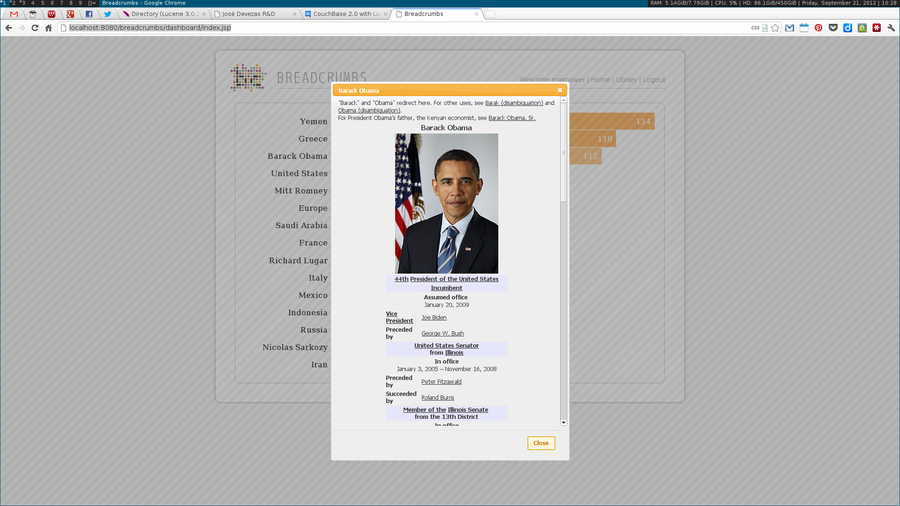 1 2 3 4 5 6 7 8 9 []= Breadcrumbs - Google Chrome
RAM: 5.14GiB/7.79GiB | CPU: 5% | HD: 86.1GiB/450GiB | Friday, September 21, 2012 | 10:28
Directory (Lucene 3.0. José Devezas R&D CouchBase 2.0 with Lu Breadcrumbs
localhost:8080/breadcrumbs/dashboard/index.jsp
BREADCRUMBS
Welcome | Home | Library | Logout
Yemen 134
Greece 118
Barack Obama 112
United States
Mitt Romney
Europe
Saudi Arabia
France
Richard Lugar
Italy
Mexico
Indonesia
Russia
Nicolas Sarkozy
Iran
Barack Obama
"Barack" and "Obama" redirect here. For other uses, see Barak (disambiguation) and
Obama (disambiguation).
For President Obama's father, the Kenyan economist, see Barack Obama, Sr.
Barack Obama
44th President of the United States
Incumbent
Assumed office
January 20, 2009
Vice
President Joe Biden
Preceded
by George W. Bush
United States Senator
from Illinois
In office
January 3, 2005 – November 16, 2008
Preceded
by Peter Fitzgerald
Succeeded
by Roland Burris
Member of the Illinois Senate
from the 13th District
In office
Close